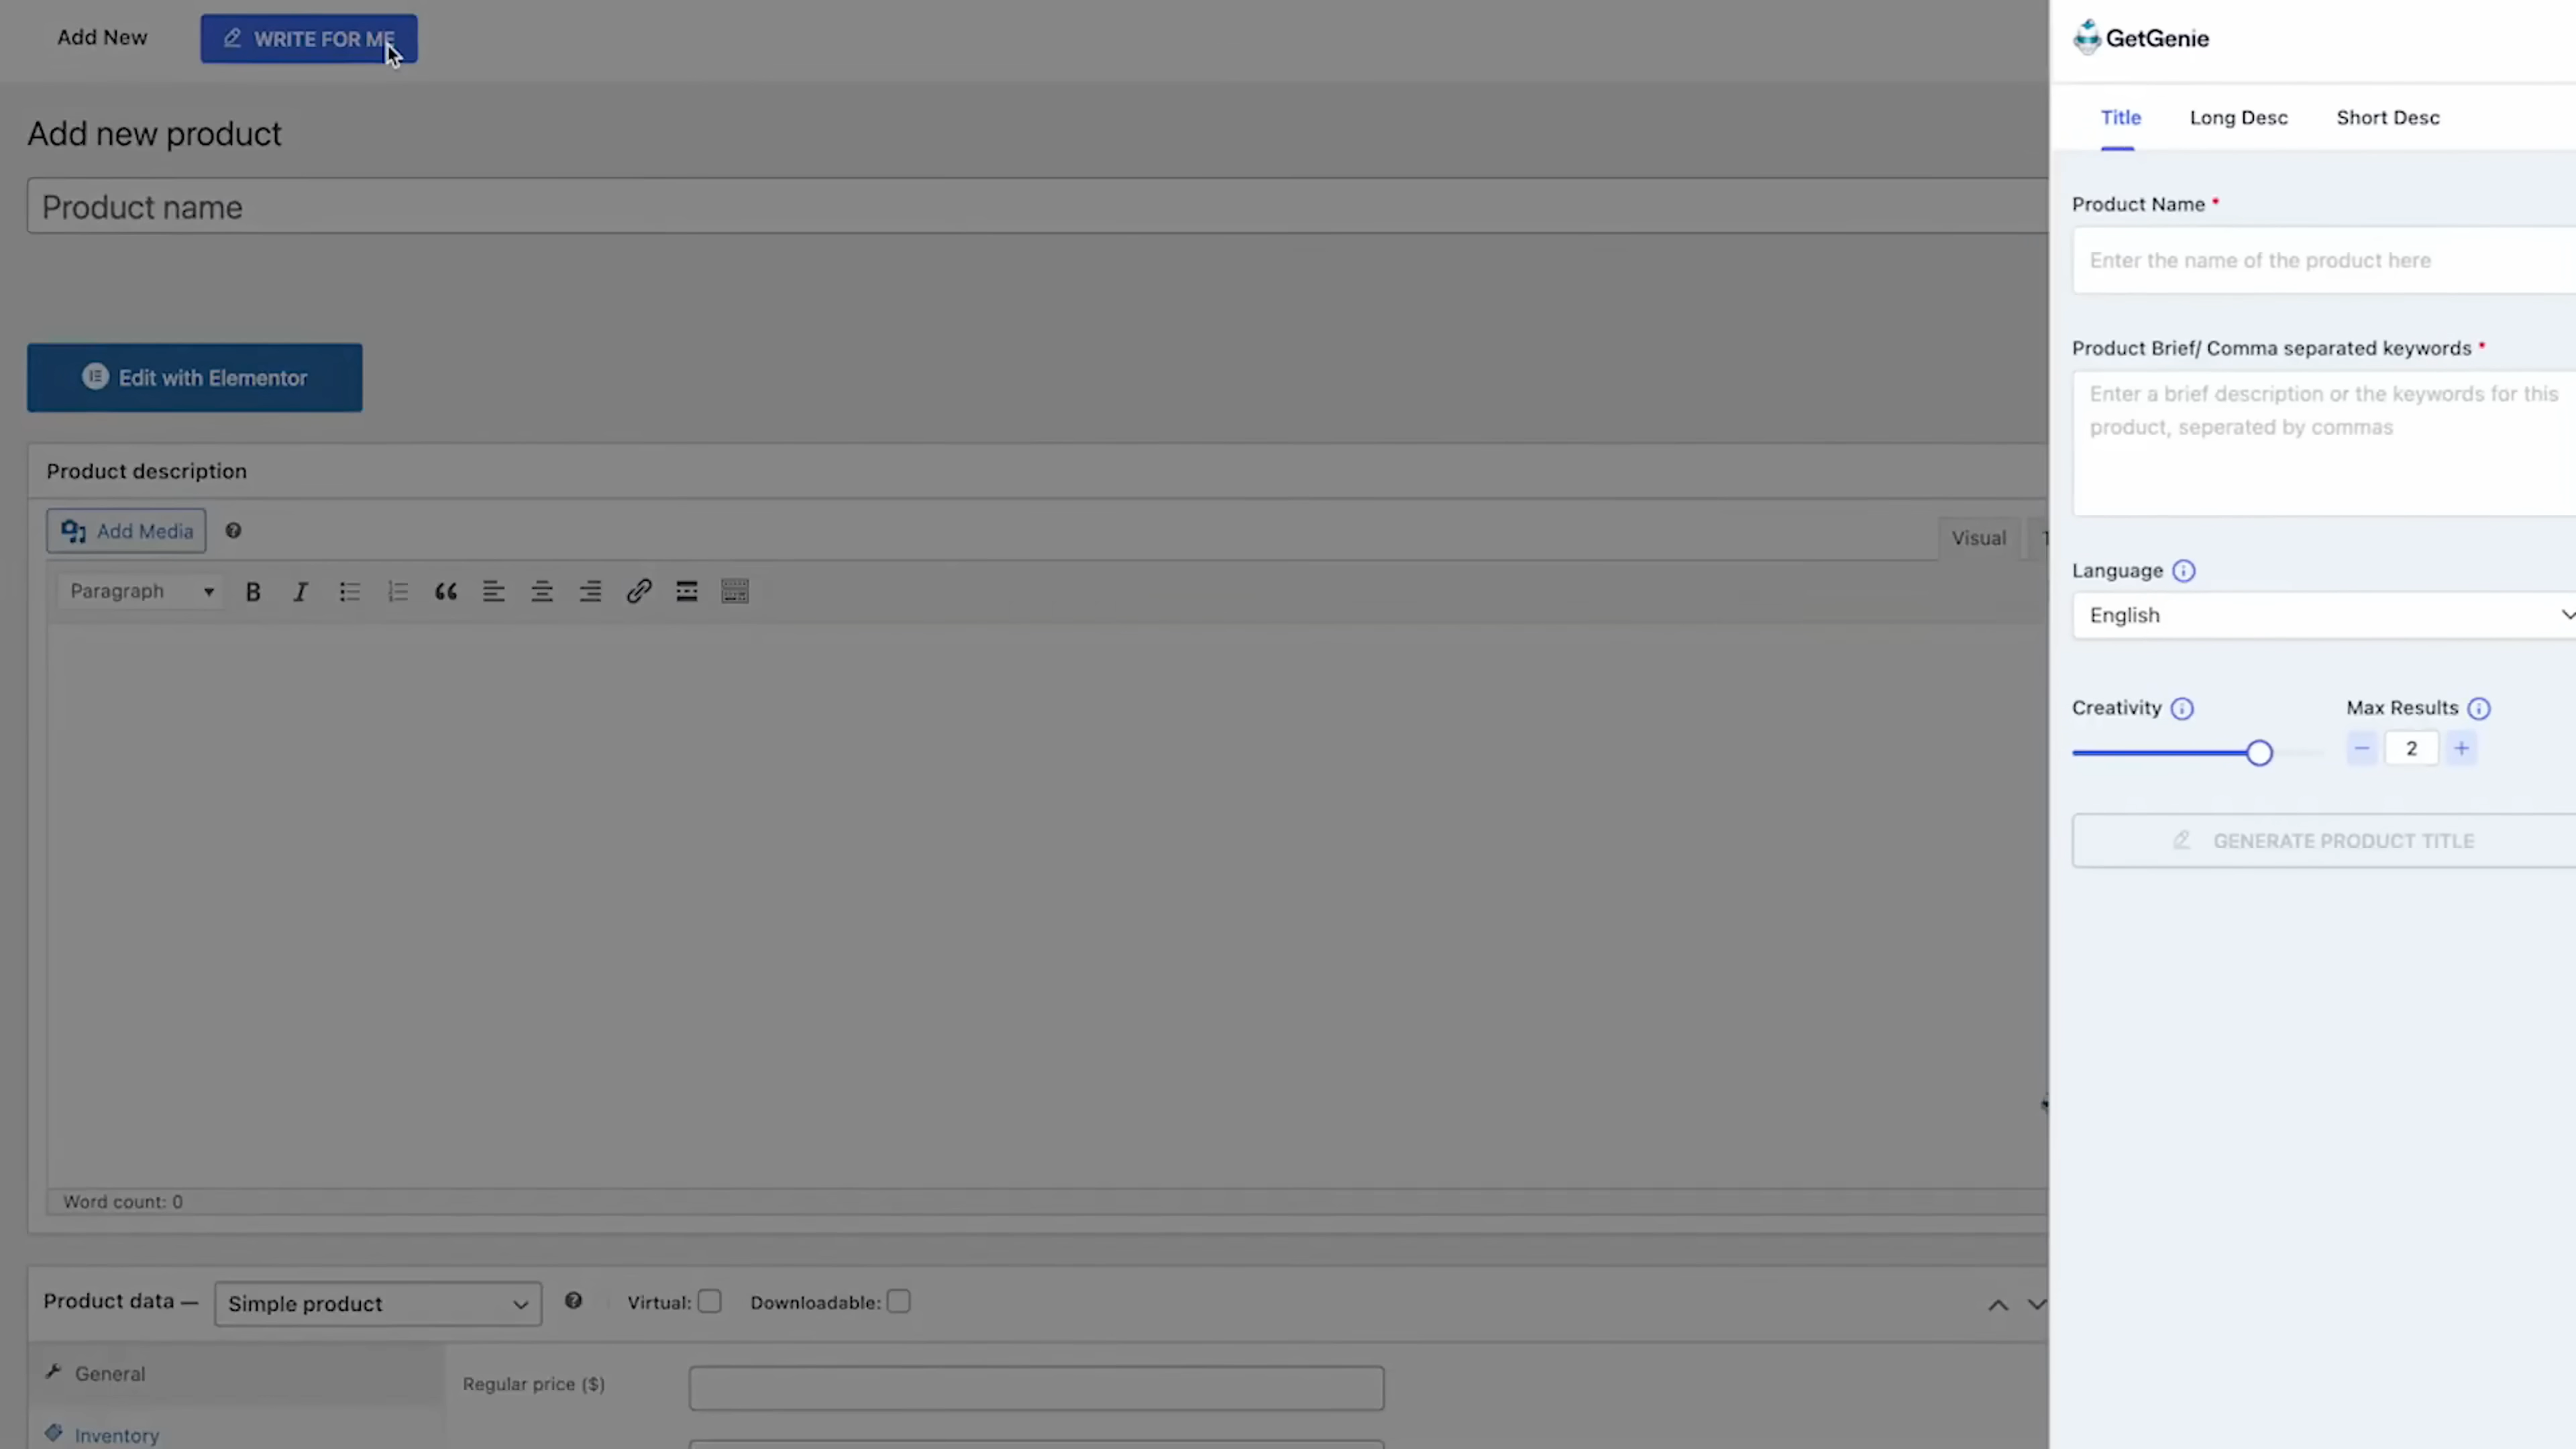 Add New
WRITE FOR ME
Add new product
Product name
Edit with Elementor
Product description
Add Media
Visual
Paragraph
B I
Word count: 0
Product data — Simple product Virtual: Downloadable:
General
Regular price ($)
Inventory
GetGenie
Title Long Desc Short Desc
Product Name *
Enter the name of the product here
Product Brief/ Comma separated keywords *
Enter a brief description or the keywords for this
product, seperated by commas
Language
English
Creativity Max Results
− 2 +
GENERATE PRODUCT TITLE